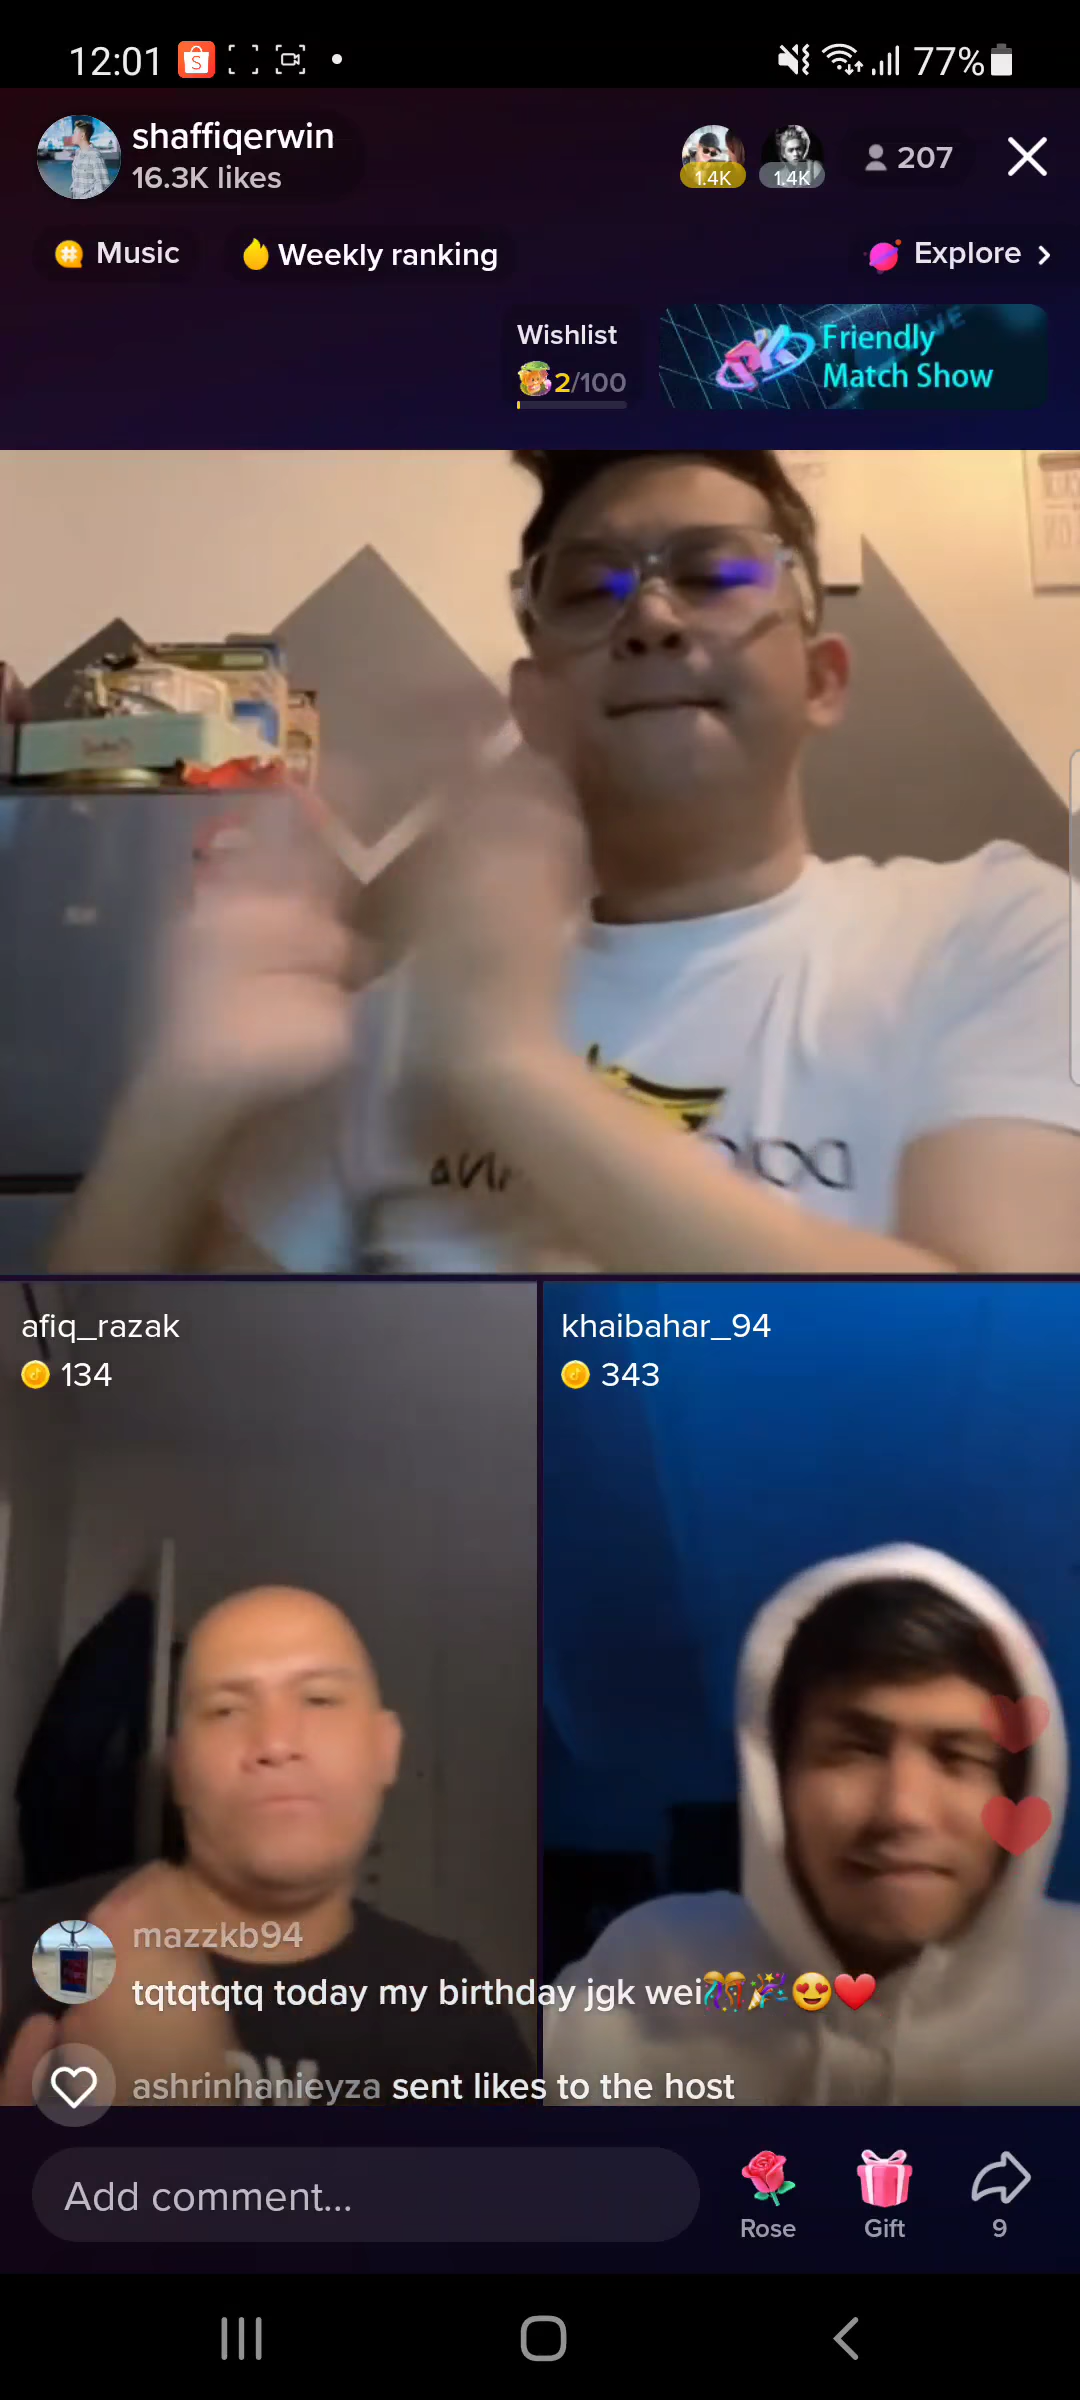 12:01
77%
shaffiqerwin
16.3K likes
1.4K
1.4K
207
Music
Weekly ranking
Explore
Wishlist
2/100
Friendly
Match Show
afiq_razak
134
khaibahar_94
343
mazzkb94
tqtqtqtq today my birthday jgk wei🎊🎉😍❤️
ashrinhanieyza sent likes to the host
Add comment...
Rose
Gift
9